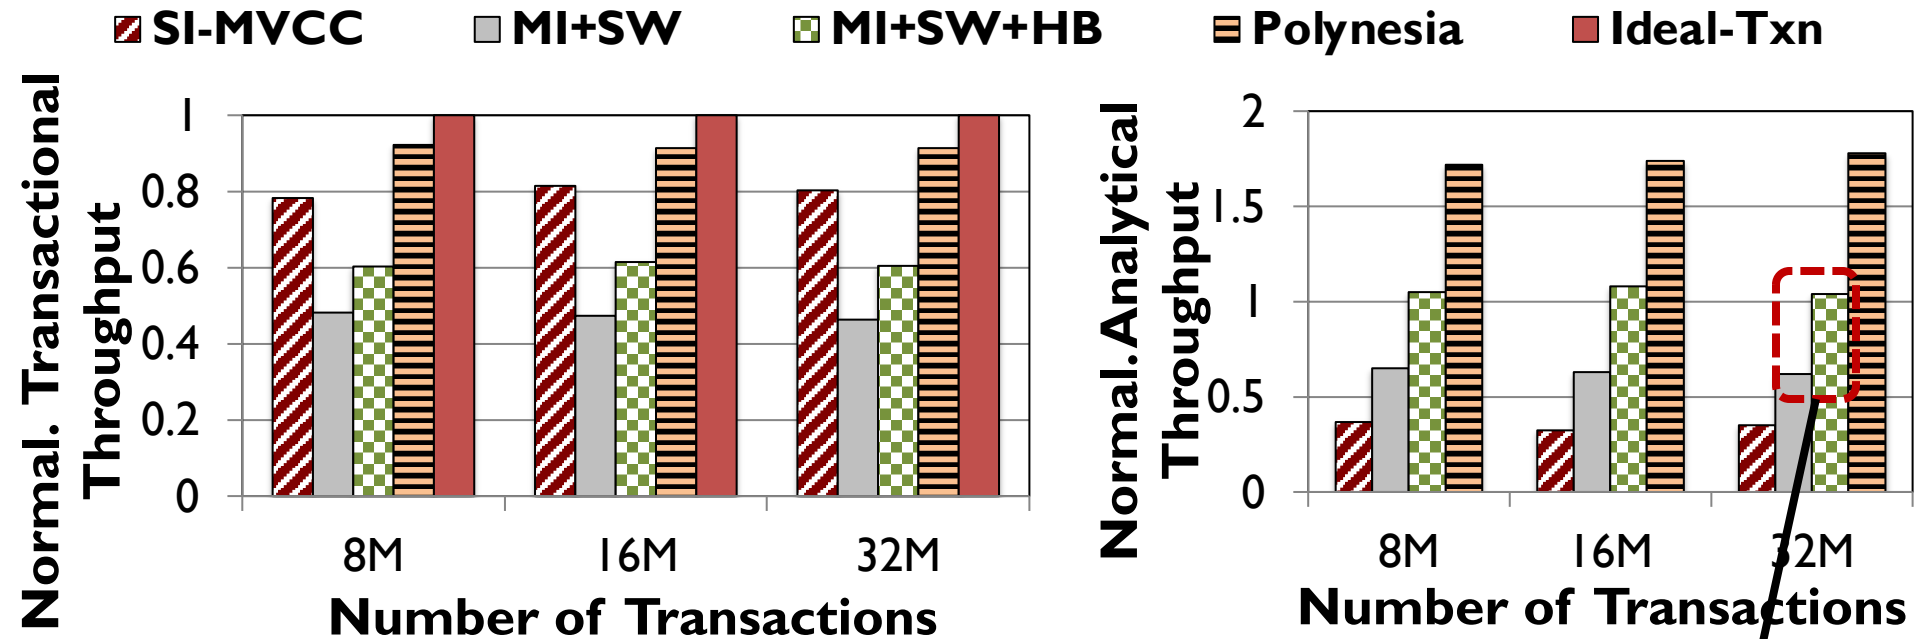 SI-MVCC MI+SW MI+SW+HB Polynesia Ideal-Txn
Normal. Transactional
Throughput
1
0.8
0.6
0.4
0.2
0
8M 16M 32M
Number of Transactions
Normal. Analytical
Throughput
2
1.5
1
0.5
0
8M 16M 32M
Number of Transactions